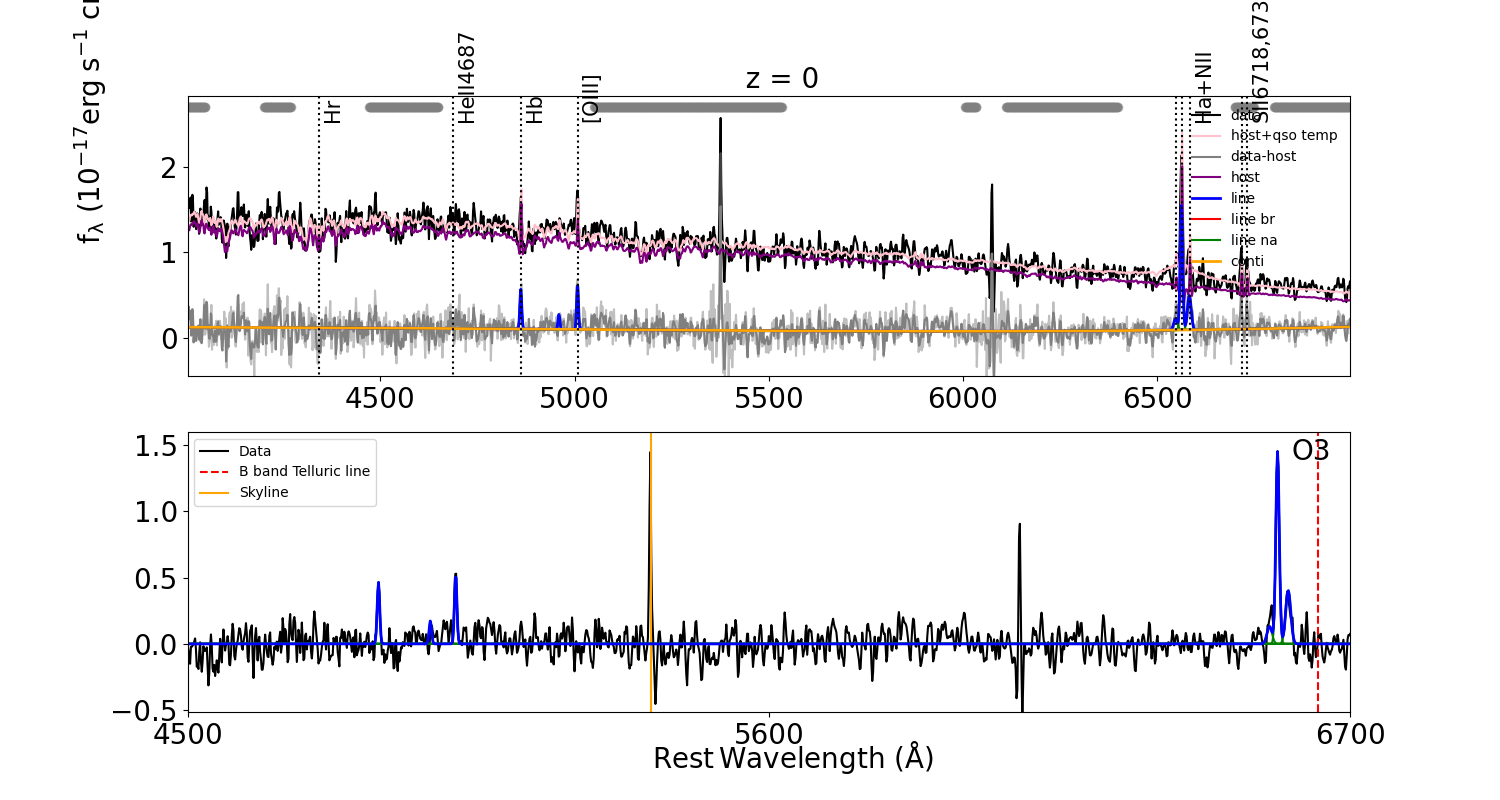 z = 0
f_λ (10^−17 erg s^−1 c
Hr
HeII4687
Hb
[OIII]
Ha+NII
SII6718,673
data
host+qso temp
data-host
host
line
line br
line na
conti
2
1
0
4500
5000
5500
6000
6500
Data
B band Telluric line
Skyline
O3
1.5
1.0
0.5
0.0
−0.5
4500
5600
6700
Rest Wavelength (Å)